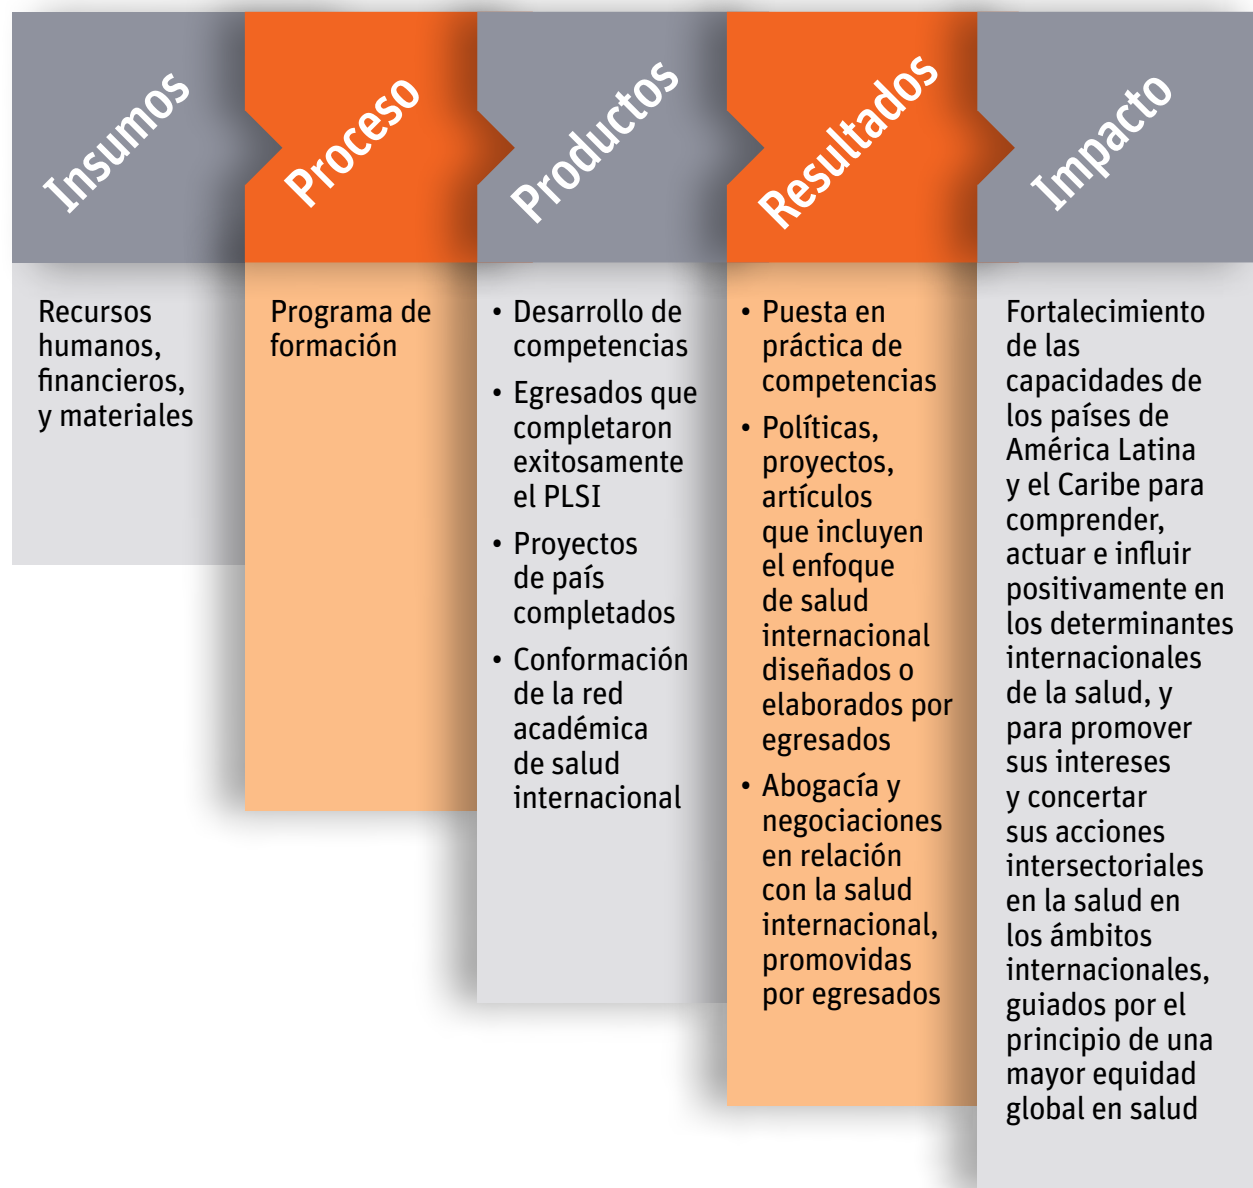 Insumos
Proceso
Productos
Resultados
Impacto
Recursos
humanos,
financieros,
y materiales
Programa de
formación
• Desarrollo de
competencias
• Egresados que
completaron
exitosamente
el PLSI
• Proyectos
de país
completados
• Conformación
de la red
académica
de salud
internacional
• Puesta en
práctica de
competencias
• Políticas,
proyectos,
artículos
que incluyen
el enfoque
de salud
internacional
diseñados o
elaborados por
egresados
• Abogacía y
negociaciones
en relación
con la salud
internacional,
promovidas
por egresados
Fortalecimiento
de las
capacidades de
los países de
América Latina
y el Caribe para
comprender,
actuar e influir
positivamente en
los determinantes
internacionales
de la salud, y
para promover
sus intereses
y concertar
sus acciones
intersectoriales
en la salud en
los ámbitos
internacionales,
guiados por el
principio de una
mayor equidad
global en salud